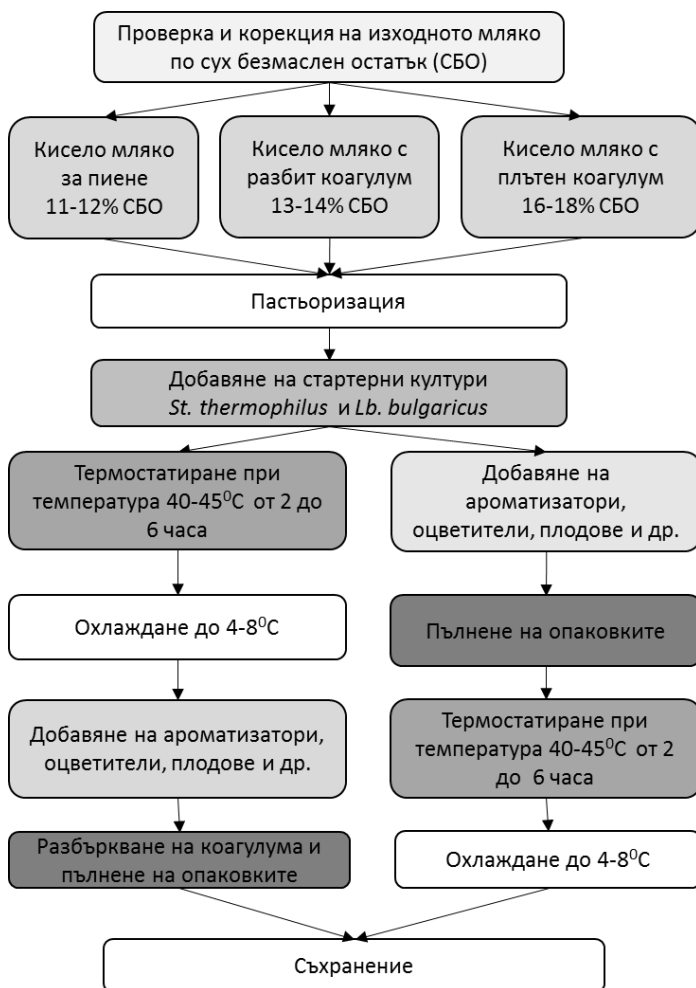 Проверка и корекция на изходното мляко
по сух безмаслен остатък (СБО)
Кисело мляко
за пиене
11-12% СБО
Кисело мляко с
разбит коагулум
13-14% СБО
Кисело мляко с
плътен коагулум
16-18% СБО
Пастьоризация
Добавяне на стартерни култури
St. thermophilus и Lb. bulgaricus
Термостатиране при
температура 40-45⁰С от 2 до
6 часа
Охлаждане до 4-8⁰С
Добавяне на ароматизатори,
оцветители, плодове и др.
Разбъркване на коагулума и
пълнене на опаковките
Добавяне на
ароматизатори,
оцветители, плодове и др.
Пълнене на опаковките
Термостатиране при
температура 40-45⁰С от 2
до 6 часа
Охлаждане до 4-8⁰С
Съхранение